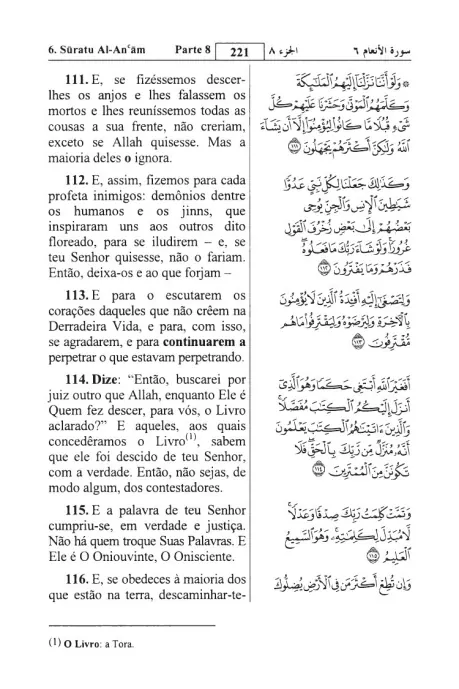 6. Sūratu Al-Anᶜām Parte 8 221 الجزء ٨ سورة الأنعام ٦
111. E, se fizéssemos descer-
lhes os anjos e lhes falassem os
mortos e lhes reuníssemos todas as
cousas a sua frente, não creriam,
exceto se Allah quisesse. Mas a
maioria deles o ignora.
112. E, assim, fizemos para cada
profeta inimigos: demônios dentre
os humanos e os jinns, que
inspiraram uns aos outros dito
floreado, para se iludirem – e, se
teu Senhor quisesse, não o fariam.
Então, deixa-os e ao que forjam –
113. E para o escutarem os
corações daqueles que não crêem na
Derradeira Vida, e para, com isso,
se agradarem, e para continuarem a
perpetrar o que estavam perpetrando.
114. Dize: “Então, buscarei por
juiz outro que Allah, enquanto Ele é
Quem fez descer, para vós, o Livro
aclarado?” E aqueles, aos quais
concedêramos o Livro(1), sabem
que ele foi descido de teu Senhor,
com a verdade. Então, não sejas, de
modo algum, dos contestadores.
115. E a palavra de teu Senhor
cumpriu-se, em verdade e justiça.
Não há quem troque Suas Palavras. E
Ele é O Oniouvinte, O Onisciente.
116. E, se obedeces à maioria dos
que estão na terra, descaminhar-te-
۞ وَلَوْ أَنَّنَا نَزَّلْنَا إِلَيْهِمُ الْمَلَٰئِكَةَ
وَكَلَّمَهُمُ الْمَوْتَىٰ وَحَشَرْنَا عَلَيْهِمْ كُلَّ
شَيْءٍ قُبُلًا مَّا كَانُوا لِيُؤْمِنُوا إِلَّا أَن يَشَاءَ
اللَّهُ وَلَٰكِنَّ أَكْثَرَهُمْ يَجْهَلُونَ ١١١
وَكَذَٰلِكَ جَعَلْنَا لِكُلِّ نَبِيٍّ عَدُوًّا
شَيَاطِينَ الْإِنسِ وَالْجِنِّ يُوحِي
بَعْضُهُمْ إِلَىٰ بَعْضٍ زُخْرُفَ الْقَوْلِ
غُرُورًا وَلَوْ شَاءَ رَبُّكَ مَا فَعَلُوهُ
فَذَرْهُمْ وَمَا يَفْتَرُونَ ١١٢
وَلِتَصْغَىٰ إِلَيْهِ أَفْئِدَةُ الَّذِينَ لَا يُؤْمِنُونَ
بِالْآخِرَةِ وَلِيَرْضَوْهُ وَلِيَقْتَرِفُوا مَا هُم
مُّقْتَرِفُونَ ١١٣
أَفَغَيْرَ اللَّهِ أَبْتَغِي حَكَمًا وَهُوَ الَّذِي
أَنزَلَ إِلَيْكُمُ الْكِتَٰبَ مُفَصَّلًا
وَالَّذِينَ ءَاتَيْنَٰهُمُ الْكِتَٰبَ يَعْلَمُونَ
أَنَّهُ مُنَزَّلٌ مِّن رَّبِّكَ بِالْحَقِّ فَلَا
تَكُونَنَّ مِنَ الْمُمْتَرِينَ ١١٤
وَتَمَّتْ كَلِمَتُ رَبِّكَ صِدْقًا وَعَدْلًا
لَّا مُبَدِّلَ لِكَلِمَٰتِهِ وَهُوَ السَّمِيعُ
الْعَلِيمُ ١١٥
وَإِن تُطِعْ أَكْثَرَ مَن فِي الْأَرْضِ يُضِلُّوكَ
(1) O Livro: a Tora.